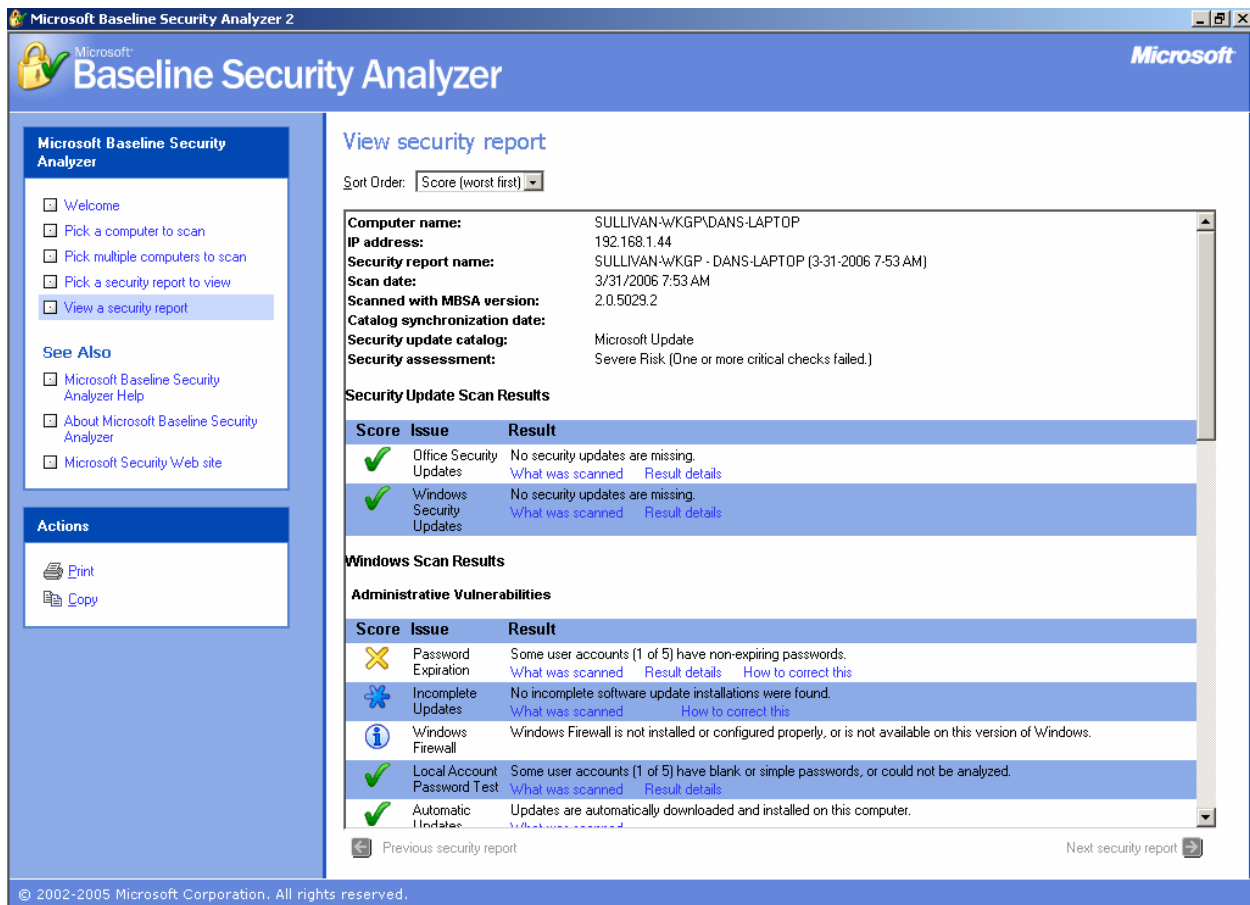 Microsoft Baseline Security Analyzer 2
Microsoft
Baseline Security Analyzer
Microsoft
Microsoft Baseline Security
Analyzer
Welcome
Pick a computer to scan
Pick multiple computers to scan
Pick a security report to view
View a security report
See Also
Microsoft Baseline Security
Analyzer Help
About Microsoft Baseline Security
Analyzer
Microsoft Security Web site
Actions
Print
Copy
View security report
Sort Order: Score (worst first)
Computer name: SULLIVAN-WKGP\DANS-LAPTOP
IP address: 192.168.1.44
Security report name: SULLIVAN-WKGP - DANS-LAPTOP (3-31-2006 7-53 AM)
Scan date: 3/31/2006 7:53 AM
Scanned with MBSA version: 2.0.5029.2
Catalog synchronization date:
Security update catalog: Microsoft Update
Security assessment: Severe Risk (One or more critical checks failed.)
Security Update Scan Results
Score Issue Result
Office Security No security updates are missing.
Updates What was scanned Result details
Windows No security updates are missing.
Security What was scanned Result details
Updates
Windows Scan Results
Administrative Vulnerabilities
Score Issue Result
Password Some user accounts (1 of 5) have non-expiring passwords.
Expiration What was scanned Result details How to correct this
Incomplete No incomplete software update installations were found.
Updates What was scanned How to correct this
Windows Windows Firewall is not installed or configured properly, or is not available on this version of Windows.
Firewall
Local Account Some user accounts (1 of 5) have blank or simple passwords, or could not be analyzed.
Password Test What was scanned Result details
Automatic Updates are automatically downloaded and installed on this computer.
Updates What was scanned
Previous security report Next security report
© 2002-2005 Microsoft Corporation. All rights reserved.